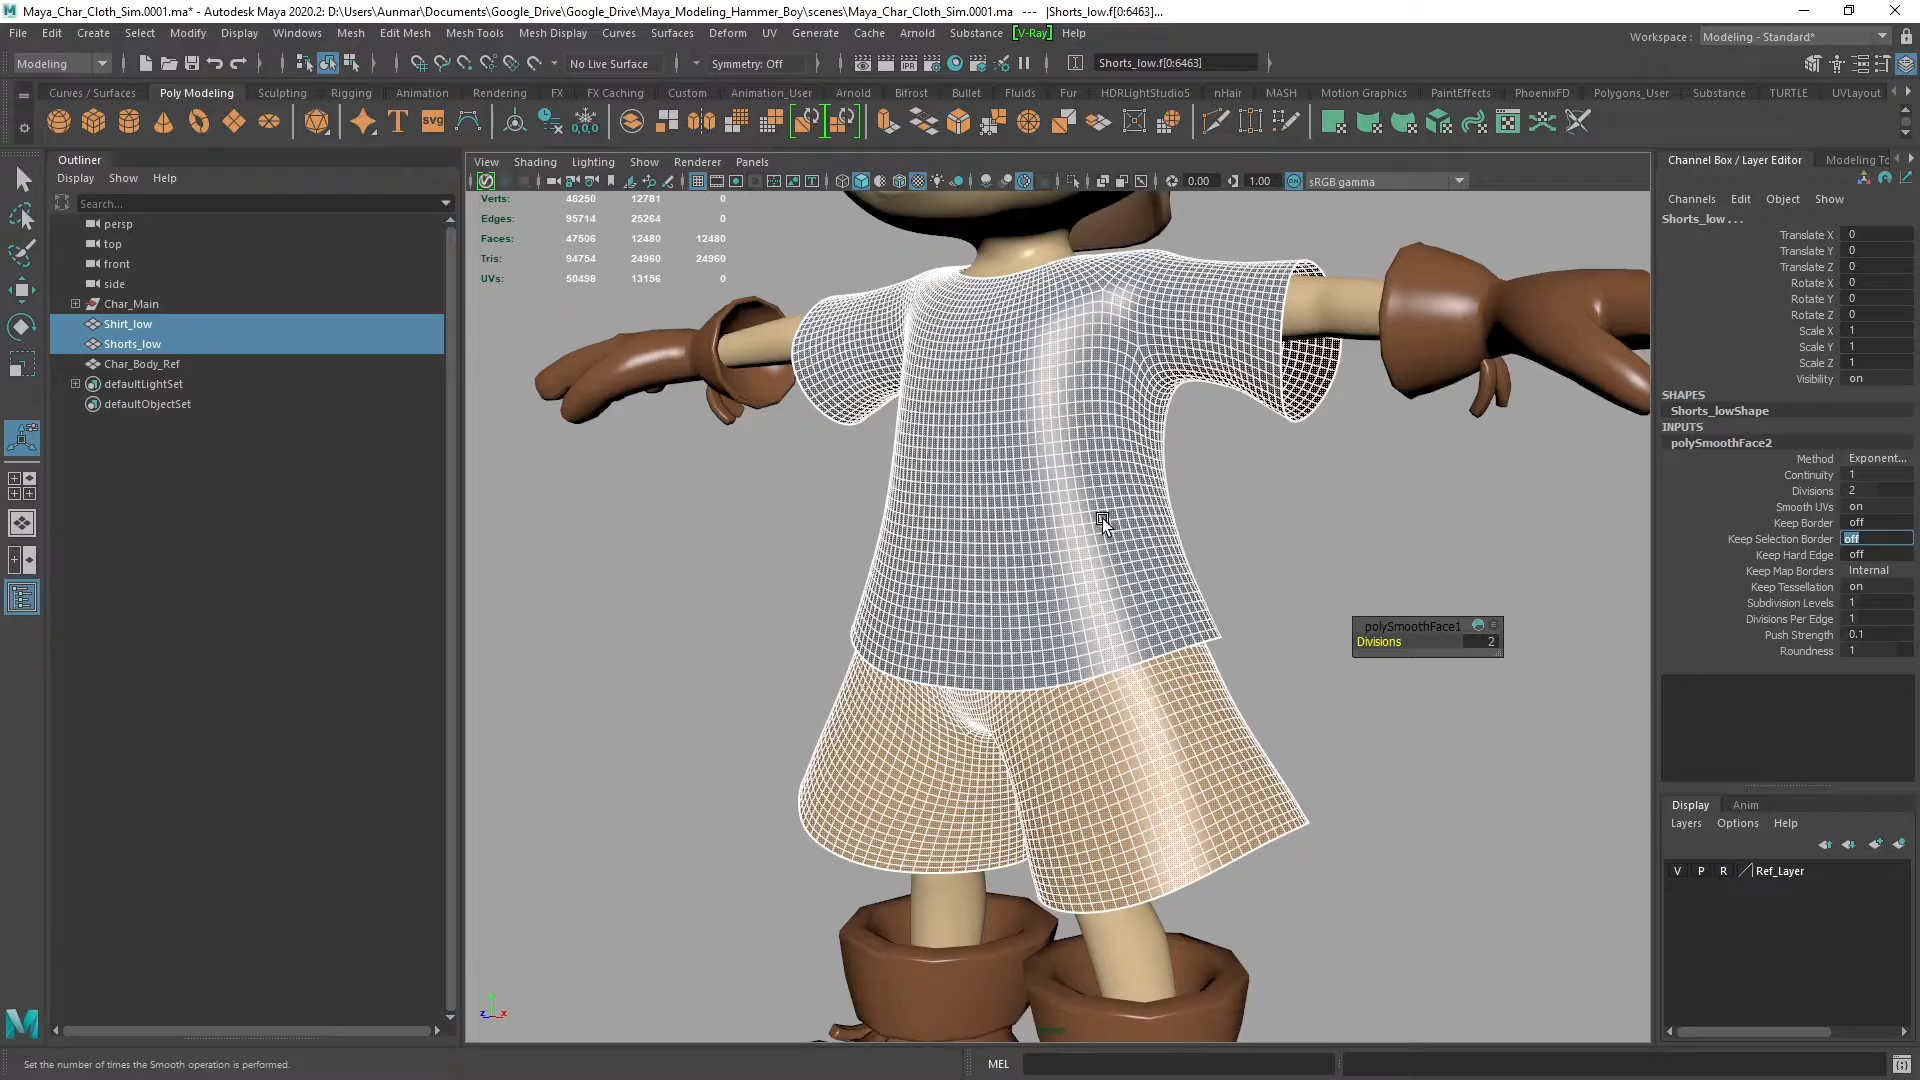 Maya_Char_Cloth_Sim.0001.ma* - Autodesk Maya 2020.2: D:\Users\Aunmar\Documents\Google_Drive\Google_Drive\Maya_Modeling_Hammer_Boy\scenes\Maya_Char_Cloth_Sim.0001.ma --- |Shorts_low.f[0:6463]...
File Edit Create Select Modify Display Windows Mesh Edit Mesh Mesh Tools Mesh Display Curves Surfaces Deform UV Generate Cache Arnold Substance [V-Ray] Help
Workspace : Modeling - Standard*
Modeling No Live Surface Symmetry: Off Shorts_low.f[0:6463]
Curves / Surfaces Poly Modeling Sculpting Rigging Animation Rendering FX FX Caching Custom Animation_User Arnold Bifrost Bullet Fluids Fur HDRLightStudio5 nHair MASH Motion Graphics PaintEffects PhoenixFD Polygons_User Substance TURTLE UVLayout
T SVG
0,0,0
IPR
Outliner
Display Show Help
Search...
persp
top
front
side
Char_Main
Shirt_low
Shorts_low
Char_Body_Ref
defaultLightSet
defaultObjectSet
View Shading Lighting Show Renderer Panels
0.00 1.00 ON sRGB gamma
Verts: 48250 12781 0
Edges: 95714 25264 0
Faces: 47506 12480 12480
Tris: 94754 24960 24960
UVs: 50498 13156 0
polySmoothFace1
Divisions 2
z x
Channel Box / Layer Editor Modeling To
Channels Edit Object Show
Shorts_low . . .
Translate X 0
Translate Y 0
Translate Z 0
Rotate X 0
Rotate Y 0
Rotate Z 0
Scale X 1
Scale Y 1
Scale Z 1
Visibility on
SHAPES
Shorts_lowShape
INPUTS
polySmoothFace2
Method Exponent...
Continuity 1
Divisions 2
Smooth UVs on
Keep Border off
Keep Selection Border off
Keep Hard Edge off
Keep Map Borders Internal
Keep Tessellation on
Subdivision Levels 1
Divisions Per Edge 1
Push Strength 0.1
Roundness 1
Display Anim
Layers Options Help
V P R Ref_Layer
Set the number of times the Smooth operation is performed.
MEL